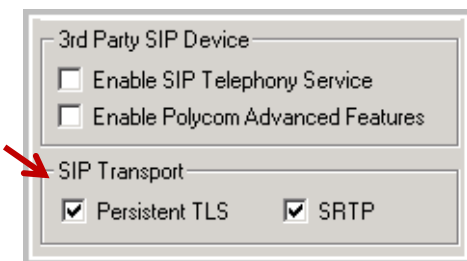 3rd Party SIP Device
Enable SIP Telephony Service
Enable Polycom Advanced Features
SIP Transport
Persistent TLS SRTP